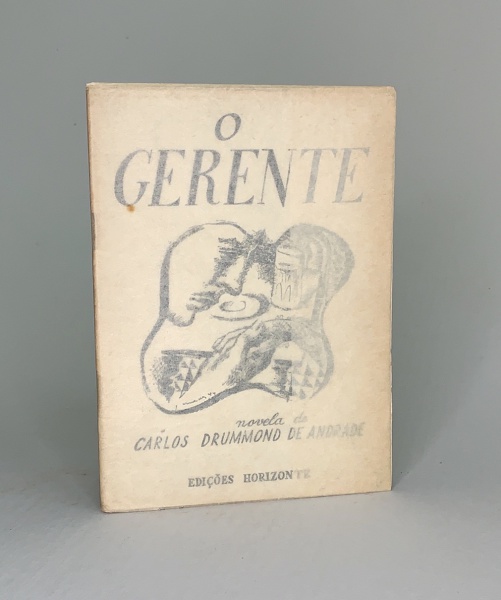 O
GERENTE
novela de
CARLOS DRUMMOND DE ANDRADE
EDIÇÕES HORIZONTE